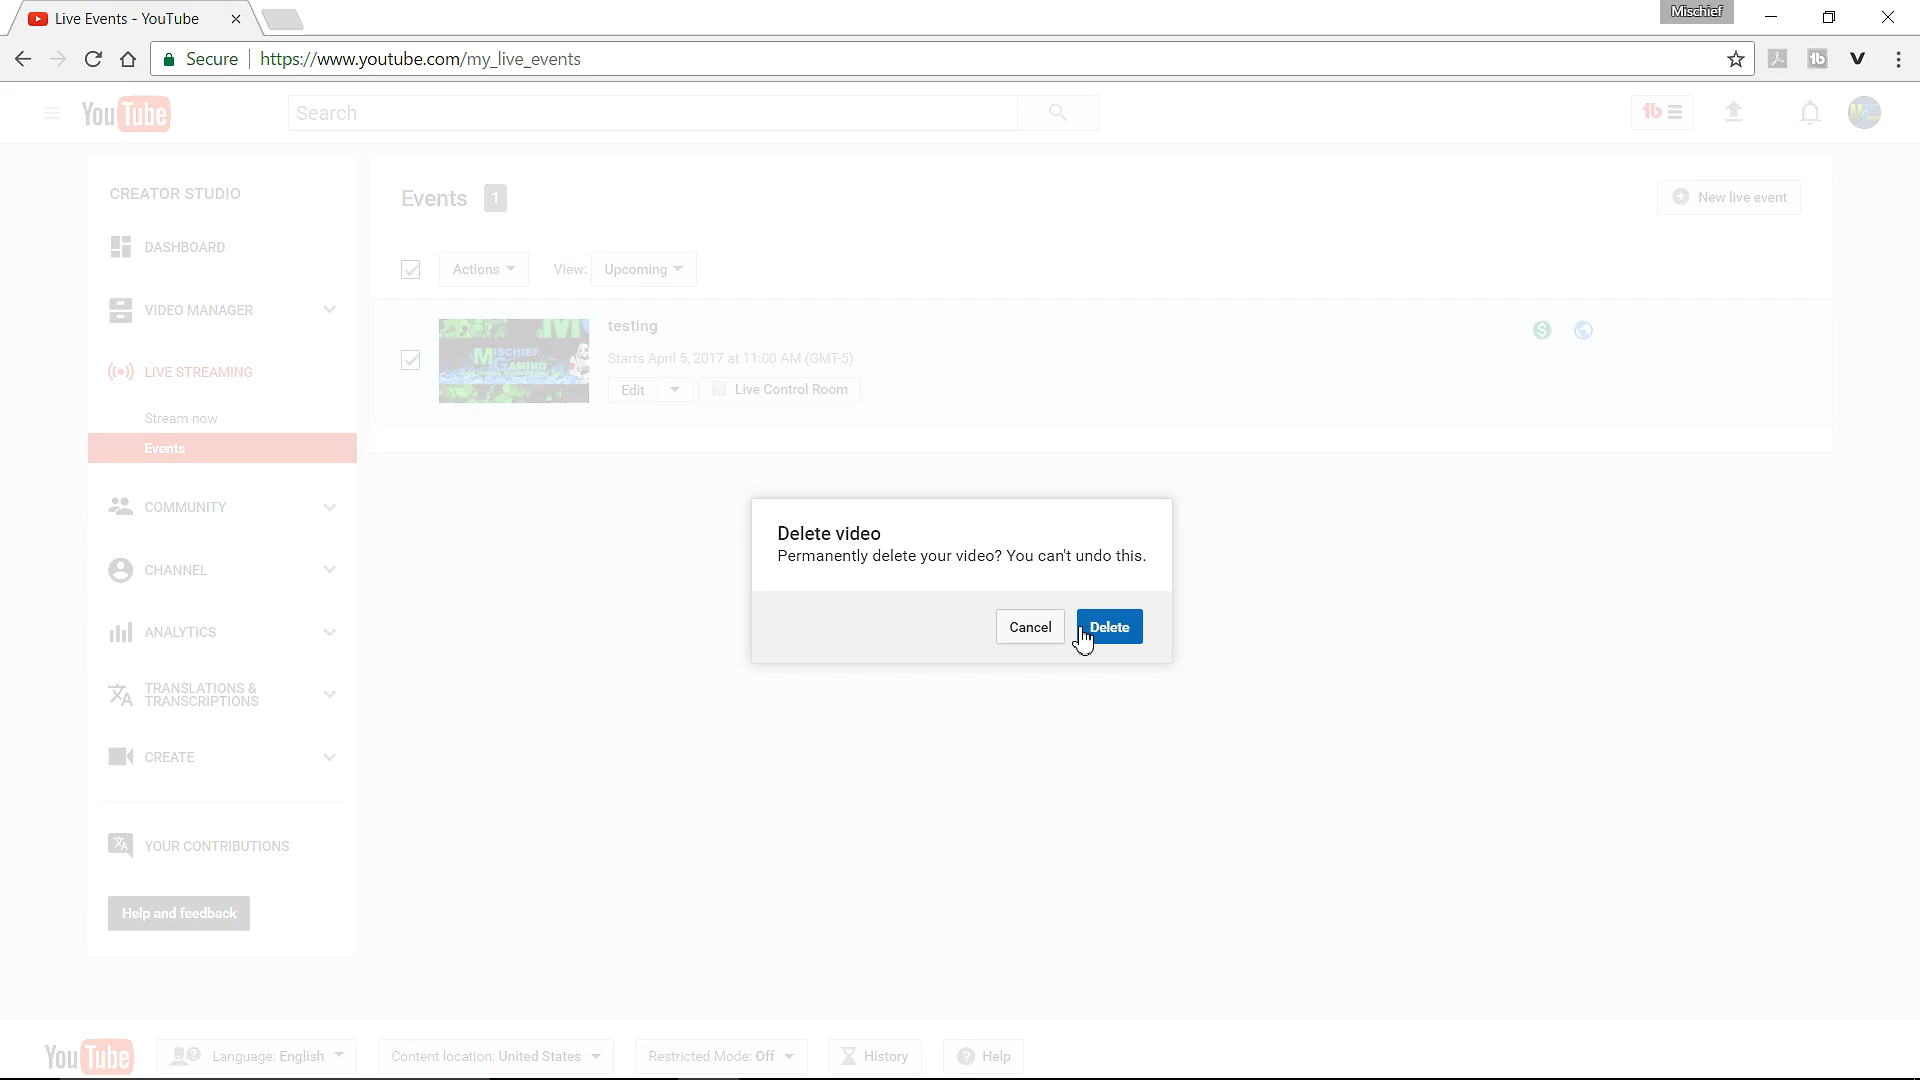 Live Events - YouTube
Mischief
Secure https://www.youtube.com/my_live_events
YouTube
Search
CREATOR STUDIO
DASHBOARD
VIDEO MANAGER
LIVE STREAMING
Stream now
Events
COMMUNITY
CHANNEL
ANALYTICS
TRANSLATIONS &
TRANSCRIPTIONS
CREATE
YOUR CONTRIBUTIONS
Help and feedback
Events 1
New live event
Actions View: Upcoming
MISCHIEF
GAMING
testing
Starts April 5, 2017 at 11:00 AM (GMT-5)
Edit Live Control Room
Delete video
Permanently delete your video? You can't undo this.
Cancel Delete
YouTube Language: English Content location: United States Restricted Mode: Off History Help